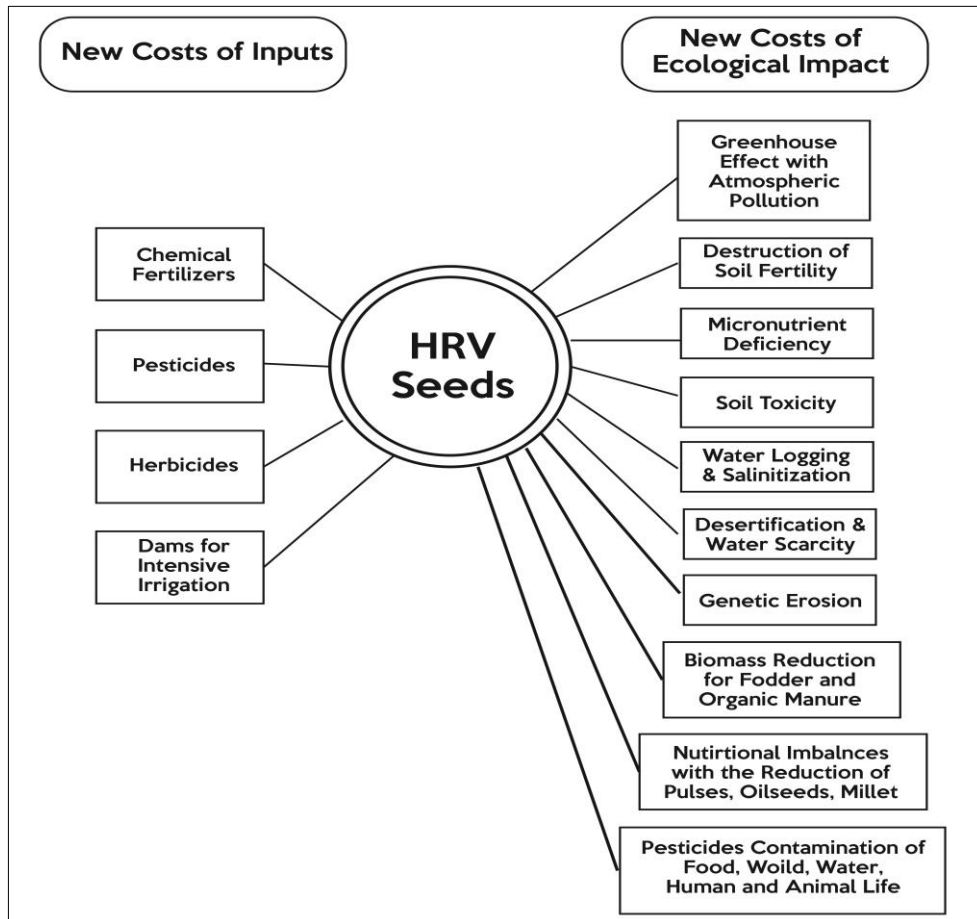 New Costs of Inputs
New Costs of
Ecological Impact
Chemical
Fertilizers
Pesticides
Herbicides
Dams for
Intensive
Irrigation
HRV
Seeds
Greenhouse
Effect with
Atmospheric
Pollution
Destruction of
Soil Fertility
Micronutrient
Deficiency
Soil Toxicity
Water Logging
& Salinitization
Desertification &
Water Scarcity
Genetic Erosion
Biomass Reduction
for Fodder and
Organic Manure
Nutirtional Imbalnces
with the Reduction of
Pulses, Oilseeds, Millet
Pesticides Contamination of
Food, Woild, Water,
Human and Animal Life